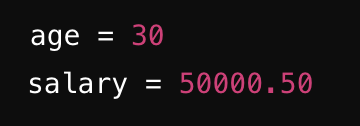 age = 30
salary = 50000.50